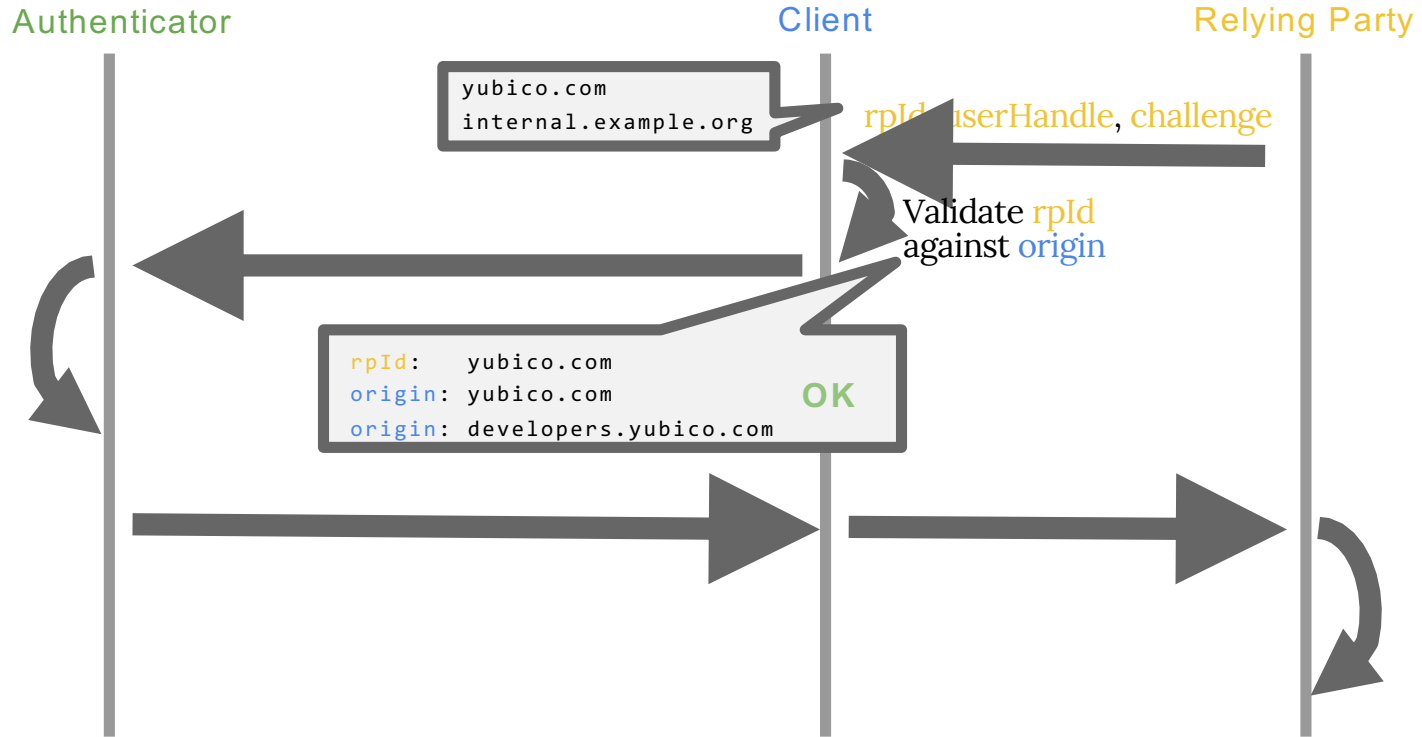 Authenticator
Client
Relying Party
yubico.com
internal.example.org
rpId, userHandle, challenge
Validate rpId
against origin
rpId: yubico.com
origin: yubico.com
OK
origin: developers.yubico.com